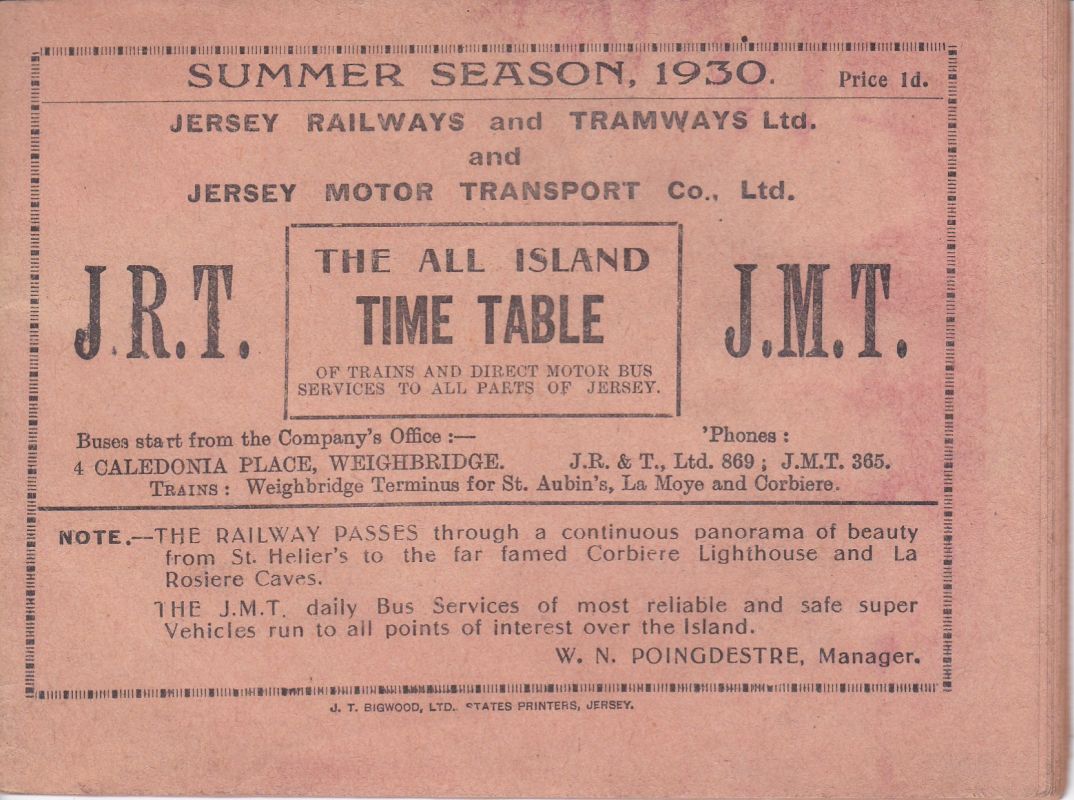 SUMMER SEASON, 1930. Price 1d.
JERSEY RAILWAYS and TRAMWAYS Ltd.
and
JERSEY MOTOR TRANSPORT Co., Ltd.
J.R.T.
THE ALL ISLAND
TIME TABLE
OF TRAINS AND DIRECT MOTOR BUS
SERVICES TO ALL PARTS OF JERSEY.
J.M.T.
Buses start from the Company's Office :— 'Phones :
4 CALEDONIA PLACE, WEIGHBRIDGE. J.R. & T., Ltd. 869 ; J.M.T. 365.
TRAINS : Weighbridge Terminus for St. Aubin's, La Moye and Corbiere.
NOTE.—THE RAILWAY PASSES through a continuous panorama of beauty
from St. Helier's to the far famed Corbiere Lighthouse and La
Rosiere Caves.
THE J.M.T. daily Bus Services of most reliable and safe super
Vehicles run to all points of interest over the Island.
W. N. POINGDESTRE, Manager.
J. T. BIGWOOD, LTD., STATES PRINTERS, JERSEY.